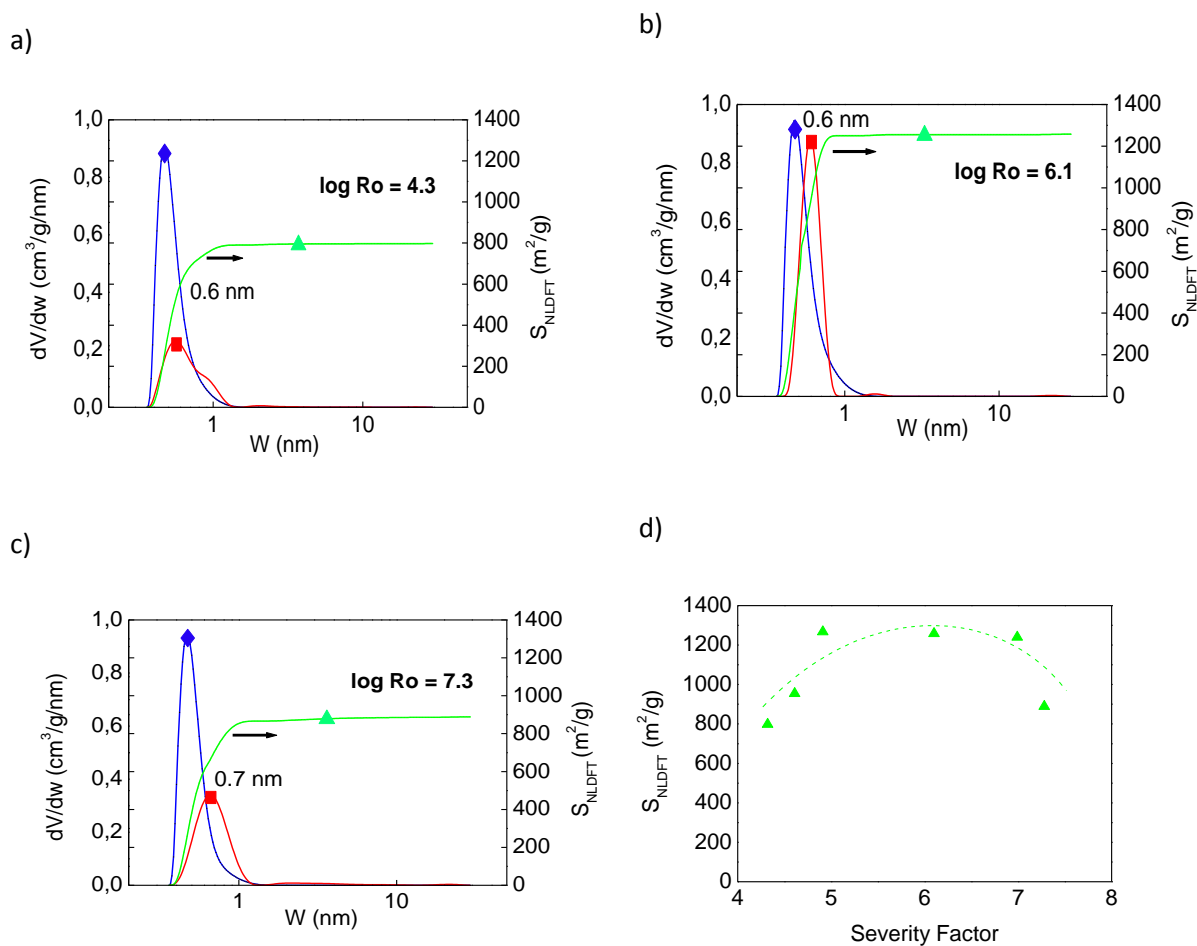 a)
1,0
0,8
0,6
0,4
0,2
0,0
dV/dw (cm³/g/nm)
1
10
W (nm)
1400
1200
1000
800
600
400
200
0
S_NLDFT (m²/g)
log Ro = 4.3
0.6 nm
b)
1,0
0,8
0,6
0,4
0,2
0,0
dV/dw (cm³/g/nm)
1
10
W (nm)
1400
1200
1000
800
600
400
200
0
S_NLDFT (m²/g)
0.6 nm
log Ro = 6.1
c)
1,0
0,8
0,6
0,4
0,2
0,0
dV/dw (cm³/g/nm)
1
10
W (nm)
1400
1200
1000
800
600
400
200
0
S_NLDFT (m²/g)
log Ro = 7.3
0.7 nm
d)
1400
1200
1000
800
600
400
200
0
S_NLDFT (m²/g)
4
5
6
7
8
Severity Factor